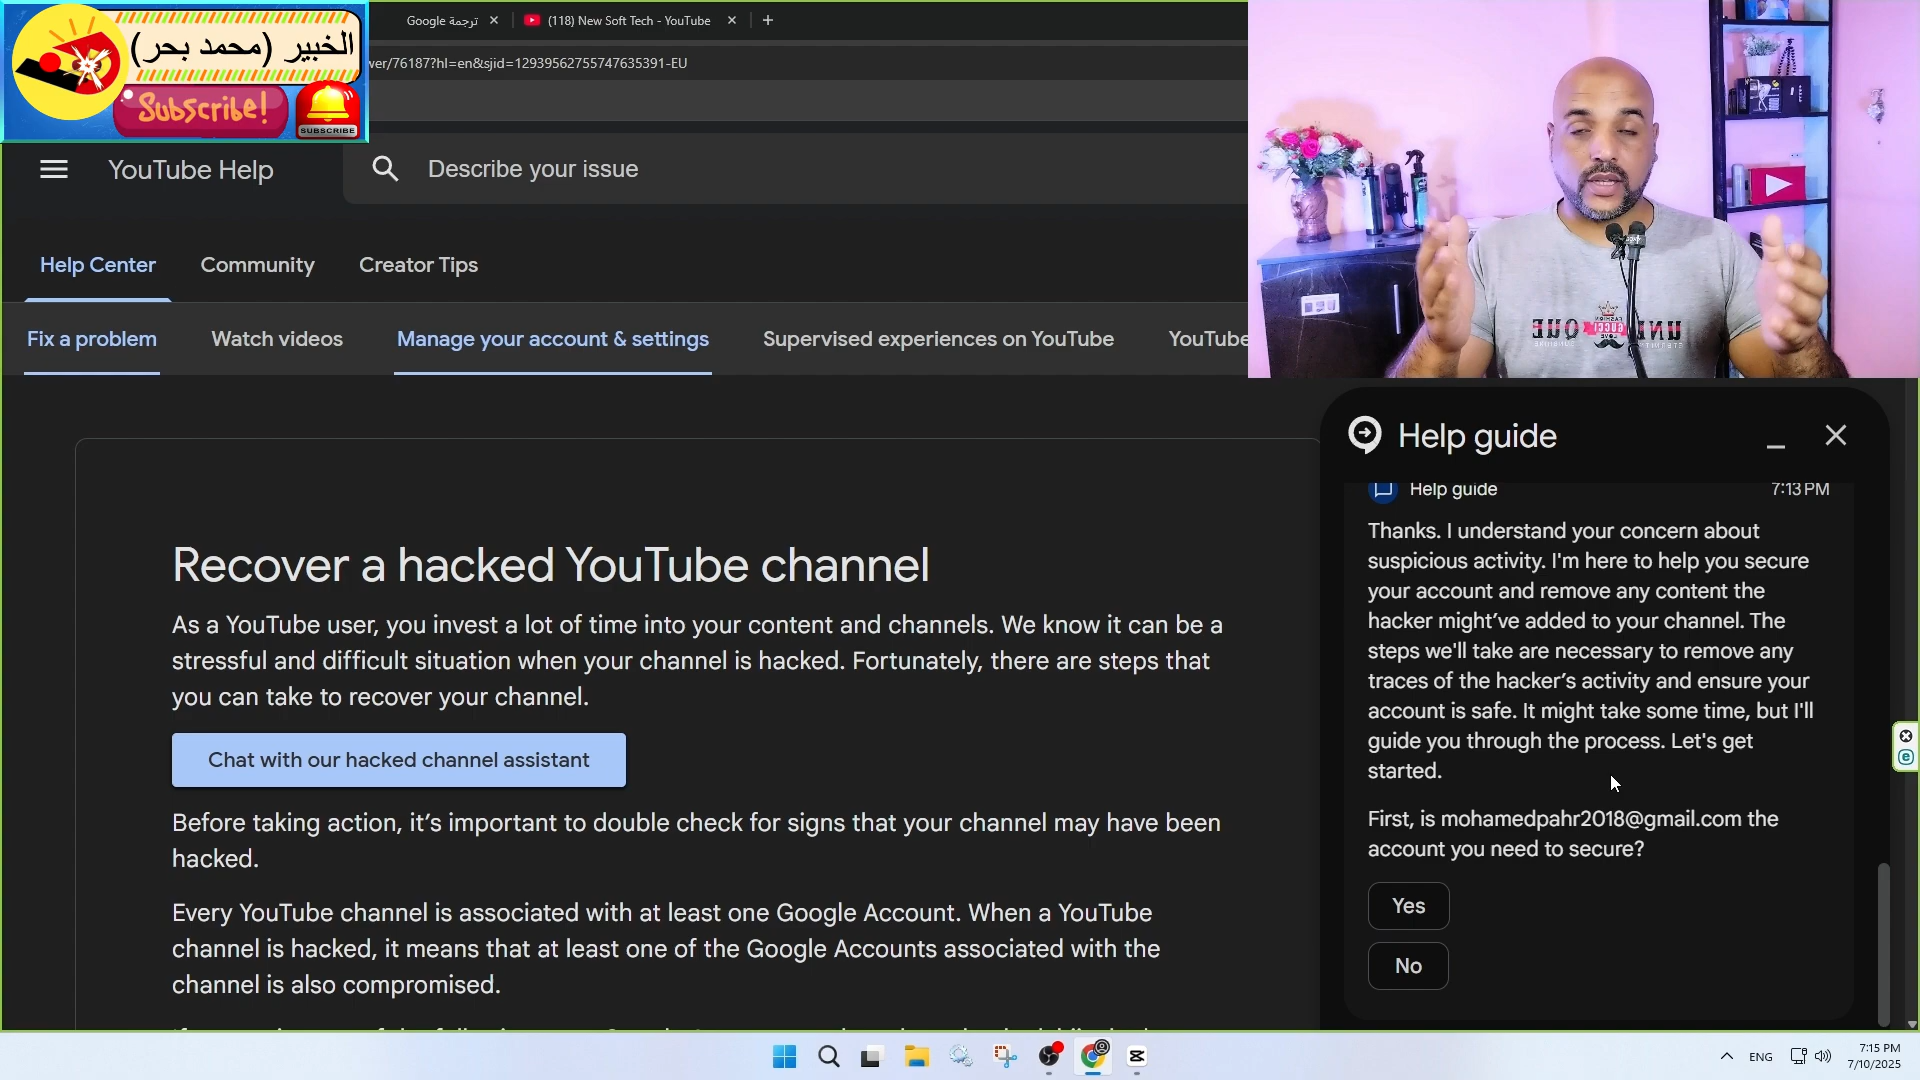 الخبير (محمد بحر)
Subscribe!
SUBSCRIBE
ترجمة Google
(118) New Soft Tech - YouTube
wer/76187?hl=en&sjid=12939562755747635391-EU
YouTube Help
Describe your issue
Help Center
Community
Creator Tips
Fix a problem
Watch videos
Manage your account & settings
Supervised experiences on YouTube
YouTube
Recover a hacked YouTube channel
As a YouTube user, you invest a lot of time into your content and channels. We know it can be a
stressful and difficult situation when your channel is hacked. Fortunately, there are steps that
you can take to recover your channel.
Chat with our hacked channel assistant
Before taking action, it’s important to double check for signs that your channel may have been
hacked.
Every YouTube channel is associated with at least one Google Account. When a YouTube
channel is hacked, it means that at least one of the Google Accounts associated with the
channel is also compromised.
Help guide
Help guide
7:13 PM
Thanks. I understand your concern about
suspicious activity. I'm here to help you secure
your account and remove any content the
hacker might’ve added to your channel. The
steps we'll take are necessary to remove any
traces of the hacker’s activity and ensure your
account is safe. It might take some time, but I'll
guide you through the process. Let's get
started.
First, is mohamedpahr2018@gmail.com the
account you need to secure?
Yes
No
ENG
7:15 PM
7/10/2025